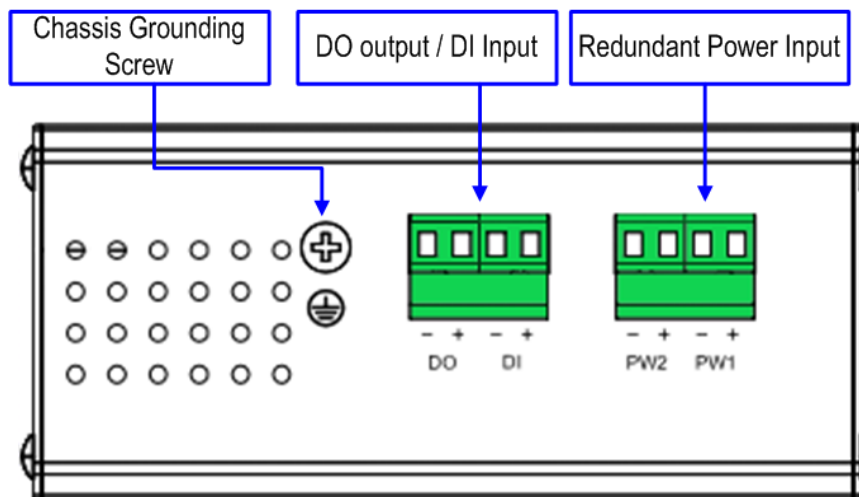 Chassis Grounding
Screw
DO output / DI Input
Redundant Power Input
- + - +
DO DI
- + - +
PW2 PW1